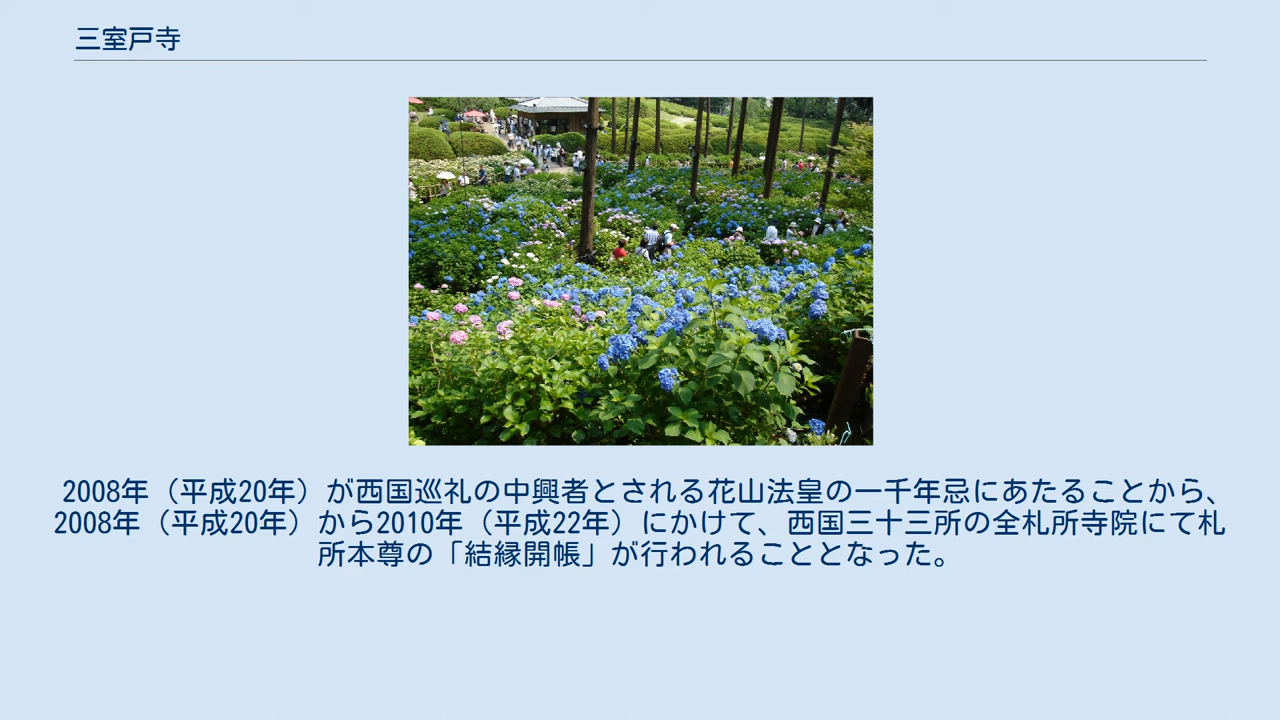 三室戸寺
2008年（平成20年）が西国巡礼の中興者とされる花山法皇の一千年忌にあたることから、
2008年（平成20年）から2010年（平成22年）にかけて、西国三十三所の全札所寺院にて札
所本尊の「結縁開帳」が行われることとなった。